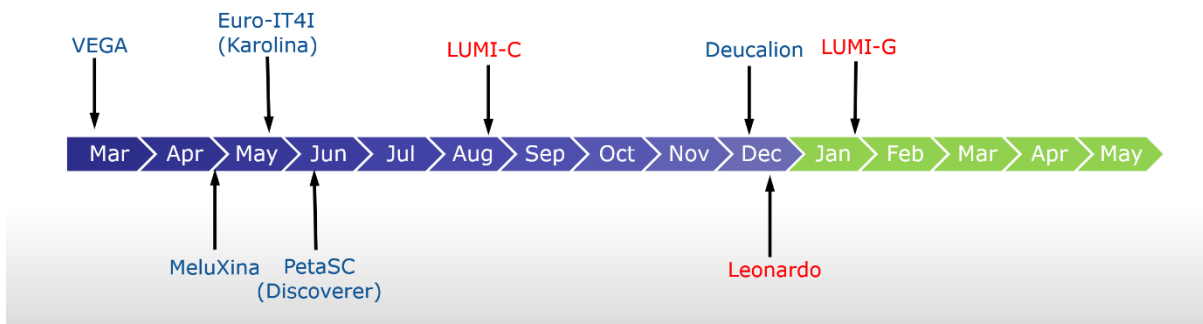 VEGA
Euro-IT4I
(Karolina)
LUMI-C
Deucalion
LUMI-G
Mar Apr May Jun Jul Aug Sep Oct Nov Dec Jan Feb Mar Apr May
MeluXina
PetaSC
(Discoverer)
Leonardo